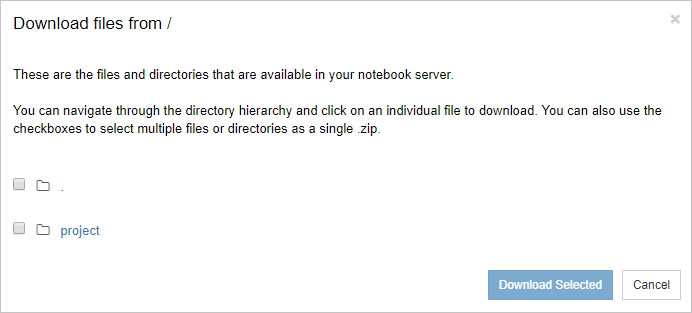 Download files from /
×
These are the files and directories that are available in your notebook server.
You can navigate through the directory hierarchy and click on an individual file to download. You can also use the
checkboxes to select multiple files or directories as a single .zip.
.
project
Download Selected
Cancel